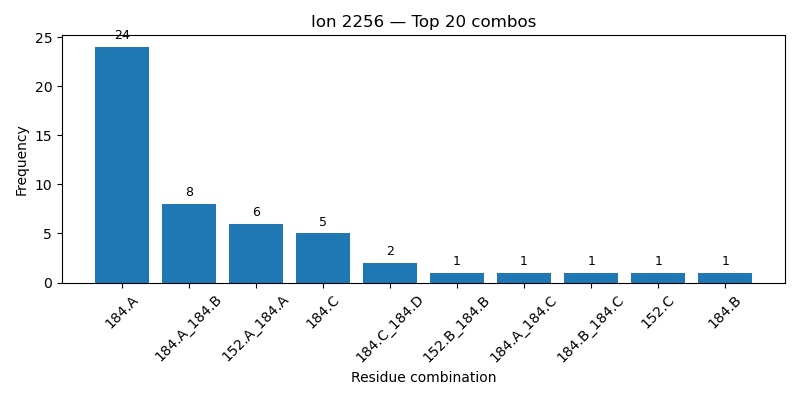 Ion 2256 — Top 20 combos
Frequency
25
20
15
10
5
0
24
8
6
5
2
1
1
1
1
1
184.A
184.A_184.B
152.A_184.A
184.C
184.C_184.D
152.B_184.B
184.A_184.C
184.B_184.C
152.C
184.B
Residue combination